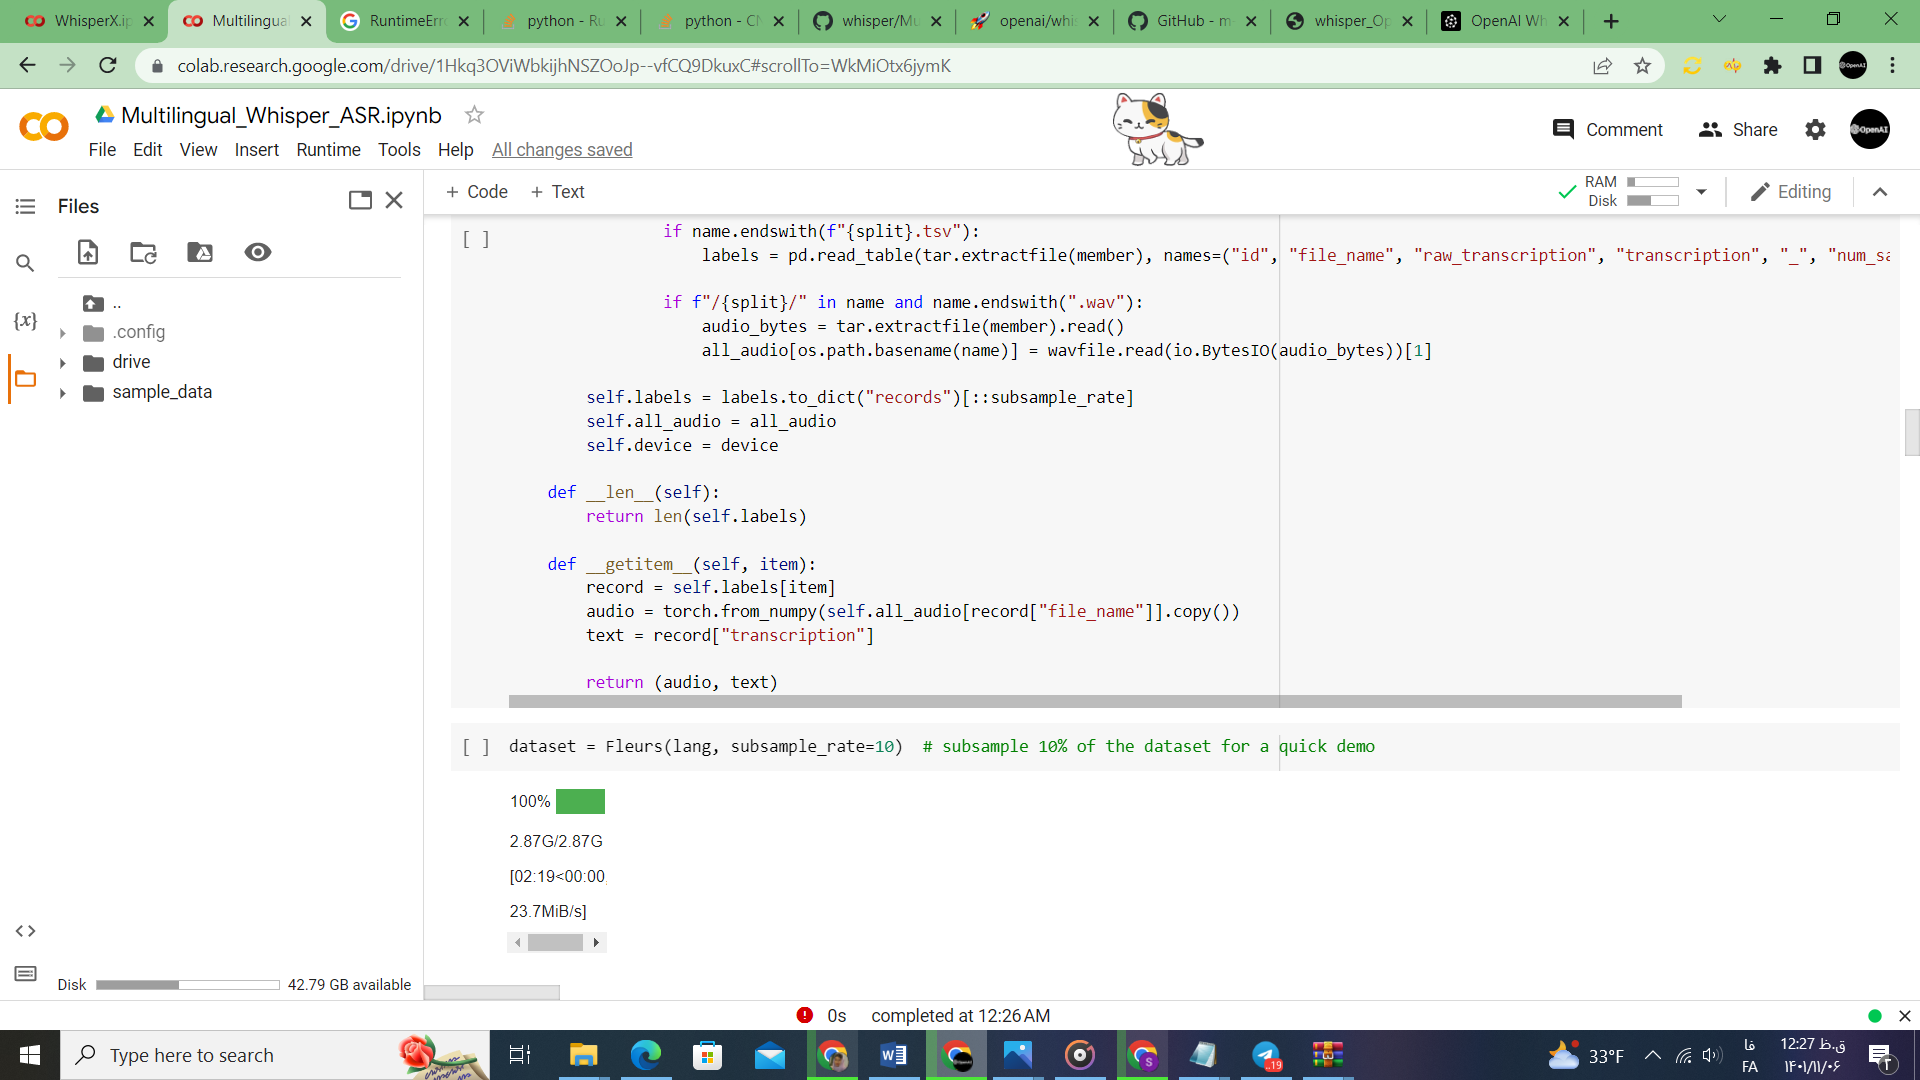 WhisperX.ip
Multilingual
RuntimeErro
python - Ru
python - Cl
whisper/Mu
openai/whis
GitHub - m-
whisper_Op
OpenAI Wh
colab.research.google.com/drive/1Hkq3OViWbkijhNSZOoJp--vfCQ9DkuxC#scrollTo=WkMiOtx6jymK
Multilingual_Whisper_ASR.ipynb
File Edit View Insert Runtime Tools Help All changes saved
Comment
Share
OpenAI
Files
+ Code + Text
RAM
Disk
Editing
..
.config
drive
sample_data
{x}
[ ]
if name.endswith(f"{split}.tsv"):
labels = pd.read_table(tar.extractfile(member), names=("id", "file_name", "raw_transcription", "transcription", "_", "num_sa
if f"/{split}/" in name and name.endswith(".wav"):
audio_bytes = tar.extractfile(member).read()
all_audio[os.path.basename(name)] = wavfile.read(io.BytesIO(audio_bytes))[1]
self.labels = labels.to_dict("records")[::subsample_rate]
self.all_audio = all_audio
self.device = device
def __len__(self):
return len(self.labels)
def __getitem__(self, item):
record = self.labels[item]
audio = torch.from_numpy(self.all_audio[record["file_name"]].copy())
text = record["transcription"]
return (audio, text)
[ ] dataset = Fleurs(lang, subsample_rate=10)  # subsample 10% of the dataset for a quick demo
100%
2.87G/2.87G
[02:19<00:00,
23.7MiB/s]
Disk 42.79 GB available
0s completed at 12:26 AM
Type here to search
33°F
فا
FA
12:27 ق.ظ
۱۴۰۱/۱۱/۰۶